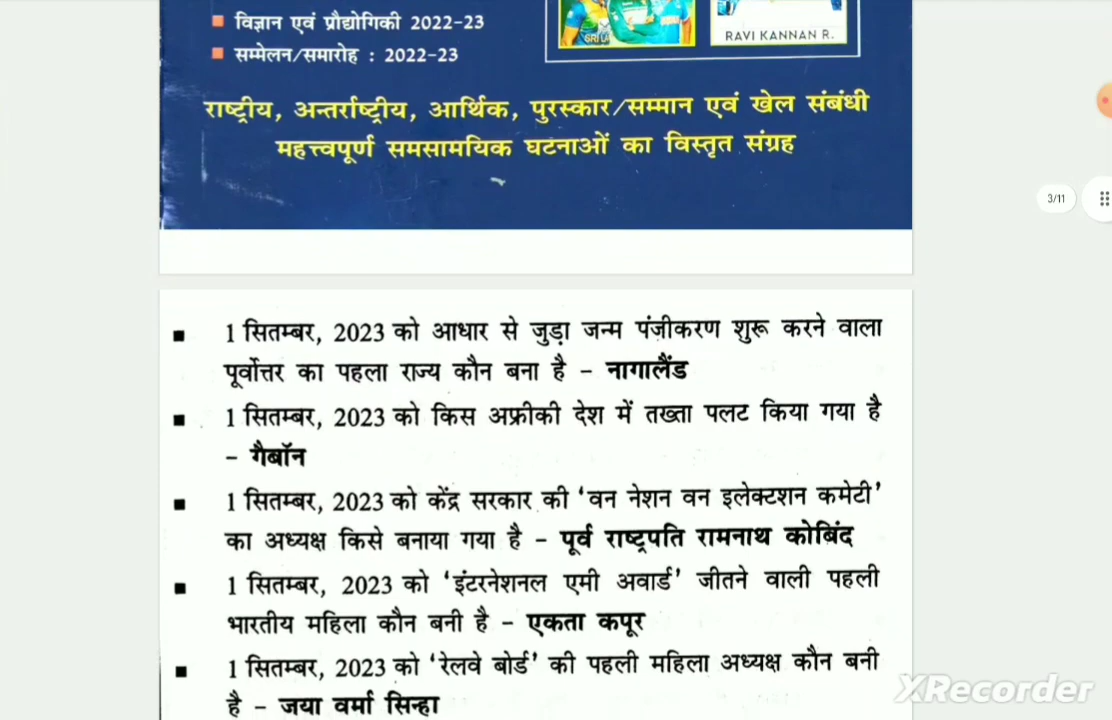 विज्ञान एवं प्रौद्योगिकी 2022-23
सम्मेलन/समारोह : 2022-23
RAVI KANNAN R.
राष्ट्रीय, अन्तर्राष्ट्रीय, आर्थिक, पुरस्कार/सम्मान एवं खेल संबंधी
महत्त्वपूर्ण समसामयिक घटनाओं का विस्तृत संग्रह
3/11
1 सितम्बर, 2023 को आधार से जुड़ा जन्म पंजीकरण शुरू करने वाला
पूर्वोत्तर का पहला राज्य कौन बना है – नागालैंड
1 सितम्बर, 2023 को किस अफ्रीकी देश में तख्ता पलट किया गया है
– गैबॉन
1 सितम्बर, 2023 को केंद्र सरकार की ‘वन नेशन वन इलेक्टशन कमेटी’
का अध्यक्ष किसे बनाया गया है – पूर्व राष्ट्रपति रामनाथ कोबिंद
1 सितम्बर, 2023 को ‘इंटरनेशनल एमी अवार्ड’ जीतने वाली पहली
भारतीय महिला कौन बनी है – एकता कपूर
1 सितम्बर, 2023 को ‘रेलवे बोर्ड’ की पहली महिला अध्यक्ष कौन बनी
है – जया वर्मा सिन्हा
XRecorder